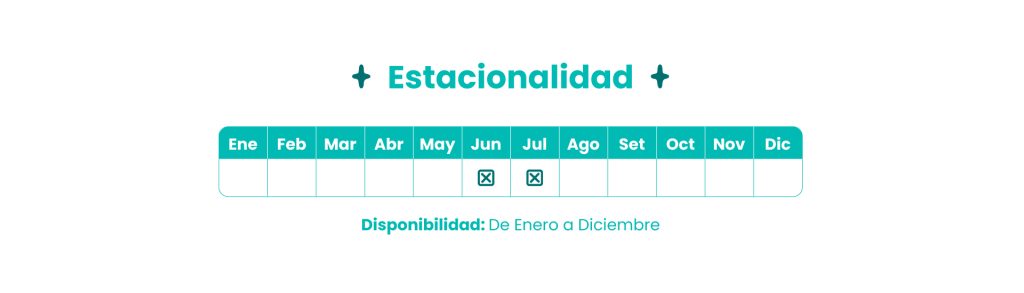 Estacionalidad
Ene Feb Mar Abr May Jun Jul Ago Set Oct Nov Dic
Disponibilidad: De Enero a Diciembre